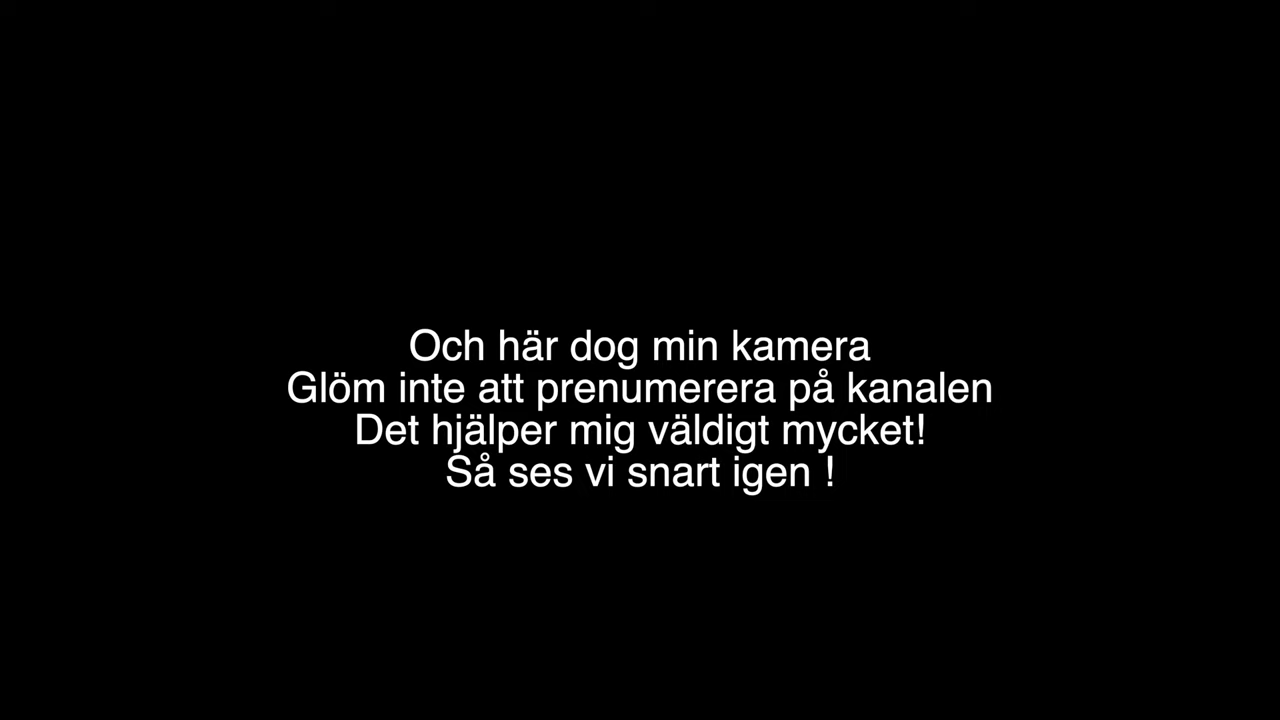 Och här dog min kamera
Glöm inte att prenumerera på kanalen
Det hjälper mig väldigt mycket!
Så ses vi snart igen !